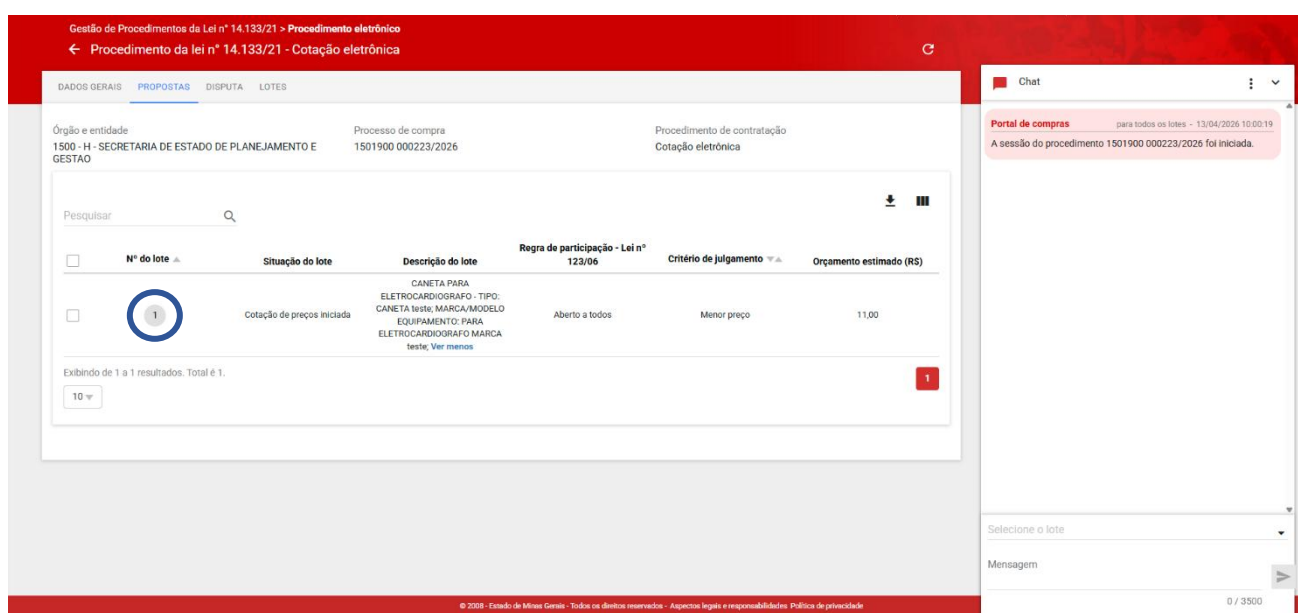 Gestão de Procedimentos da Lei n° 14.133/21 > Procedimento eletrônico
Procedimento da lei n° 14.133/21 - Cotação eletrônica
DADOS GERAIS PROPOSTAS DISPUTA LOTES
Órgão e entidade
1500 - H - SECRETARIA DE ESTADO DE PLANEJAMENTO E
GESTAO
Processo de compra
1501900 000223/2026
Procedimento de contratação
Cotação eletrônica
Pesquisar
Nº do lote
Situação do lote
Descrição do lote
Regra de participação - Lei nº
123/06
Critério de julgamento
Orçamento estimado (R$)
1
Cotação de preços iniciada
CANETA PARA
ELETROCARDIOGRAFO - TIPO:
CANETA teste; MARCA/MODELO
EQUIPAMENTO: PARA
ELETROCARDIOGRAFO MARCA
teste; Ver menos
Aberto a todos
Menor preço
11,00
Exibindo de 1 a 1 resultados. Total é 1.
1
10
Chat
Portal de compras para todos os lotes - 13/04/2026 10:00:19
A sessão do procedimento 1501900 000223/2026 foi iniciada.
Selecione o lote
Mensagem
0 / 3500
© 2008 - Estado de Minas Gerais - Todos os direitos reservados - Aspectos legais e responsabilidades Política de privacidade